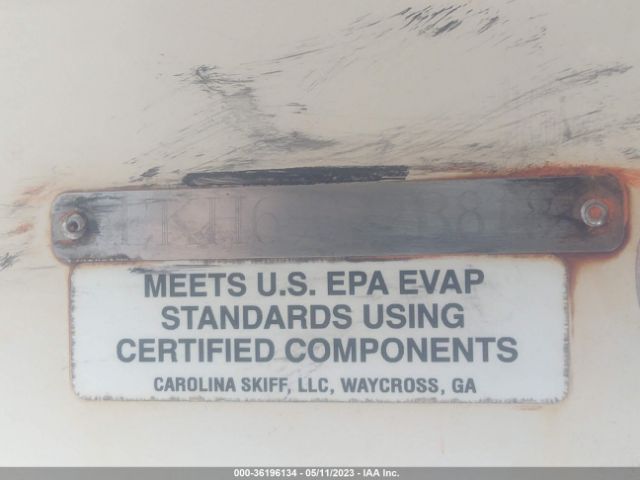 MEETS U.S. EPA EVAP
STANDARDS USING
CERTIFIED COMPONENTS
CAROLINA SKIFF, LLC, WAYCROSS, GA
000-36196134 - 05/11/2023 - IAA Inc.